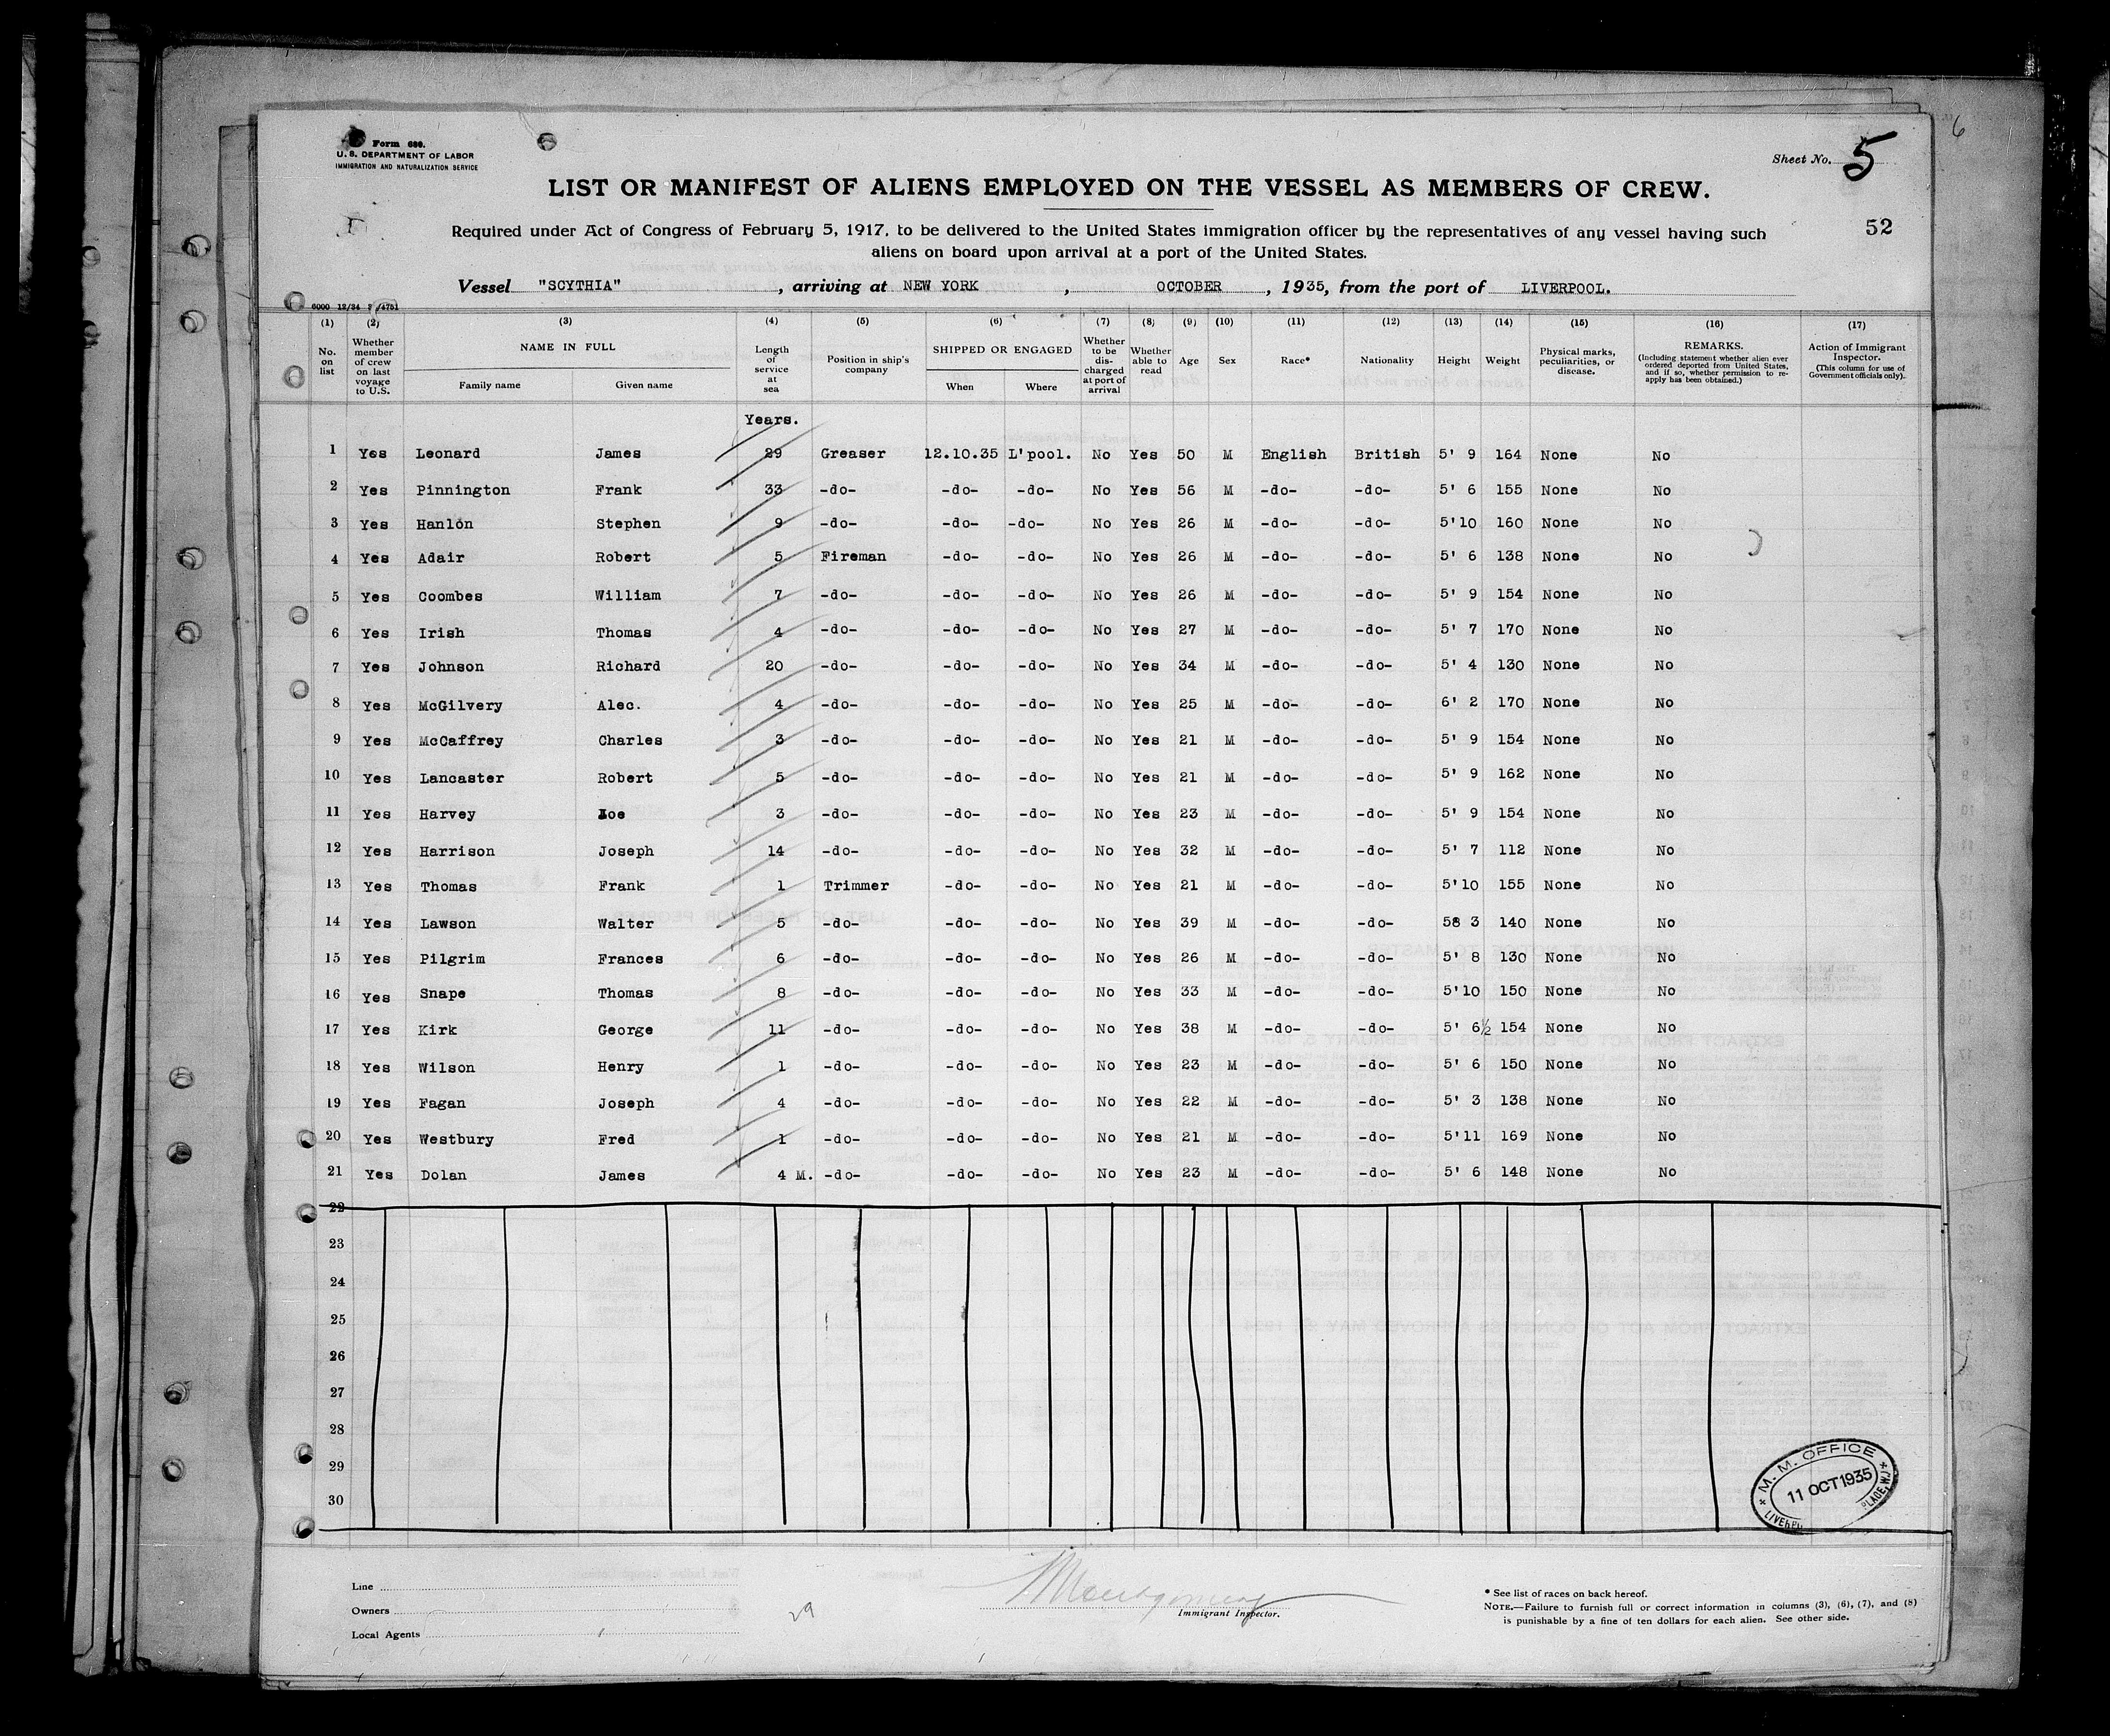 Form 686.
U. S. DEPARTMENT OF LABOR
IMMIGRATION AND NATURALIZATION SERVICE
Sheet No. 5
6
LIST OR MANIFEST OF ALIENS EMPLOYED ON THE VESSEL AS MEMBERS OF CREW.
52
Required under Act of Congress of February 5, 1917, to be delivered to the United States immigration officer by the representatives of any vessel having such
aliens on board upon arrival at a port of the United States.
Vessel "SCYTHIA", arriving at NEW YORK, OCTOBER, 1935, from the port of LIVERPOOL.
6000 12/34
(1) (2) (3) (4) (5) (6) (7) (8) (9) (10) (11) (12) (13) (14) (15) (16) (17)
No. on list Whether member of crew on last voyage to U.S. NAME IN FULL Family name Given name Length of service at sea Position in ship's company SHIPPED OR ENGAGED When Where Whether to be discharged at port of arrival Whether able to read Age Sex Race* Nationality Height Weight Physical marks, peculiarities, or disease. REMARKS. (Including statement whether alien ever ordered deported from United States, and if so, whether permission to reapply has been obtained.) Action of Immigrant Inspector. (This column for use of Government officials only).
Years.
1 Yes Leonard James 29 Greaser 12.10.35 L'pool. No Yes 50 M English British 5' 9 164 None No
2 Yes Pinnington Frank 33 -do- -do- -do- No Yes 56 M -do- -do- 5' 6 155 None No
3 Yes Hanlon Stephen 9 -do- -do- -do- No Yes 26 M -do- -do- 5'10 160 None No
4 Yes Adair Robert 5 Fireman -do- -do- No Yes 26 M -do- -do- 5' 6 138 None No
5 Yes Coombes William 7 -do- -do- -do- No Yes 26 M -do- -do- 5' 9 154 None No
6 Yes Irish Thomas 4 -do- -do- -do- No Yes 27 M -do- -do- 5' 7 170 None No
7 Yes Johnson Richard 20 -do- -do- -do- No Yes 34 M -do- -do- 5' 4 130 None No
8 Yes McGilvery Alec. 4 -do- -do- -do- No Yes 25 M -do- -do- 6' 2 170 None No
9 Yes McCaffrey Charles 3 -do- -do- -do- No Yes 21 M -do- -do- 5' 9 154 None No
10 Yes Lancaster Robert 5 -do- -do- -do- No Yes 21 M -do- -do- 5' 9 162 None No
11 Yes Harvey Joe 3 -do- -do- -do- No Yes 23 M -do- -do- 5' 9 154 None No
12 Yes Harrison Joseph 14 -do- -do- -do- No Yes 32 M -do- -do- 5' 7 112 None No
13 Yes Thomas Frank 1 Trimmer -do- -do- No Yes 21 M -do- -do- 5'10 155 None No
14 Yes Lawson Walter 5 -do- -do- -do- No Yes 39 M -do- -do- 58 3 140 None No
15 Yes Pilgrim Frances 6 -do- -do- -do- No Yes 26 M -do- -do- 5' 8 130 None No
16 Yes Snape Thomas 8 -do- -do- -do- No Yes 33 M -do- -do- 5'10 150 None No
17 Yes Kirk George 11 -do- -do- -do- No Yes 38 M -do- -do- 5' 6½ 154 None No
18 Yes Wilson Henry 1 -do- -do- -do- No Yes 23 M -do- -do- 5' 6 150 None No
19 Yes Fagan Joseph 4 -do- -do- -do- No Yes 22 M -do- -do- 5' 3 138 None No
20 Yes Westbury Fred 1 -do- -do- -do- No Yes 21 M -do- -do- 5'11 169 None No
21 Yes Dolan James 4 M. -do- -do- -do- No Yes 23 M -do- -do- 5' 6 148 None No
22
23
24
25
26
27
28
29
30
M. M. OFFICE
11 OCT 1935
Line
Owners
Local Agents
29
Montgomery
Immigrant Inspector.
* See list of races on back hereof.
NOTE.—Failure to furnish full or correct information in columns (3), (6), (7), and (8)
is punishable by a fine of ten dollars for each alien. See other side.